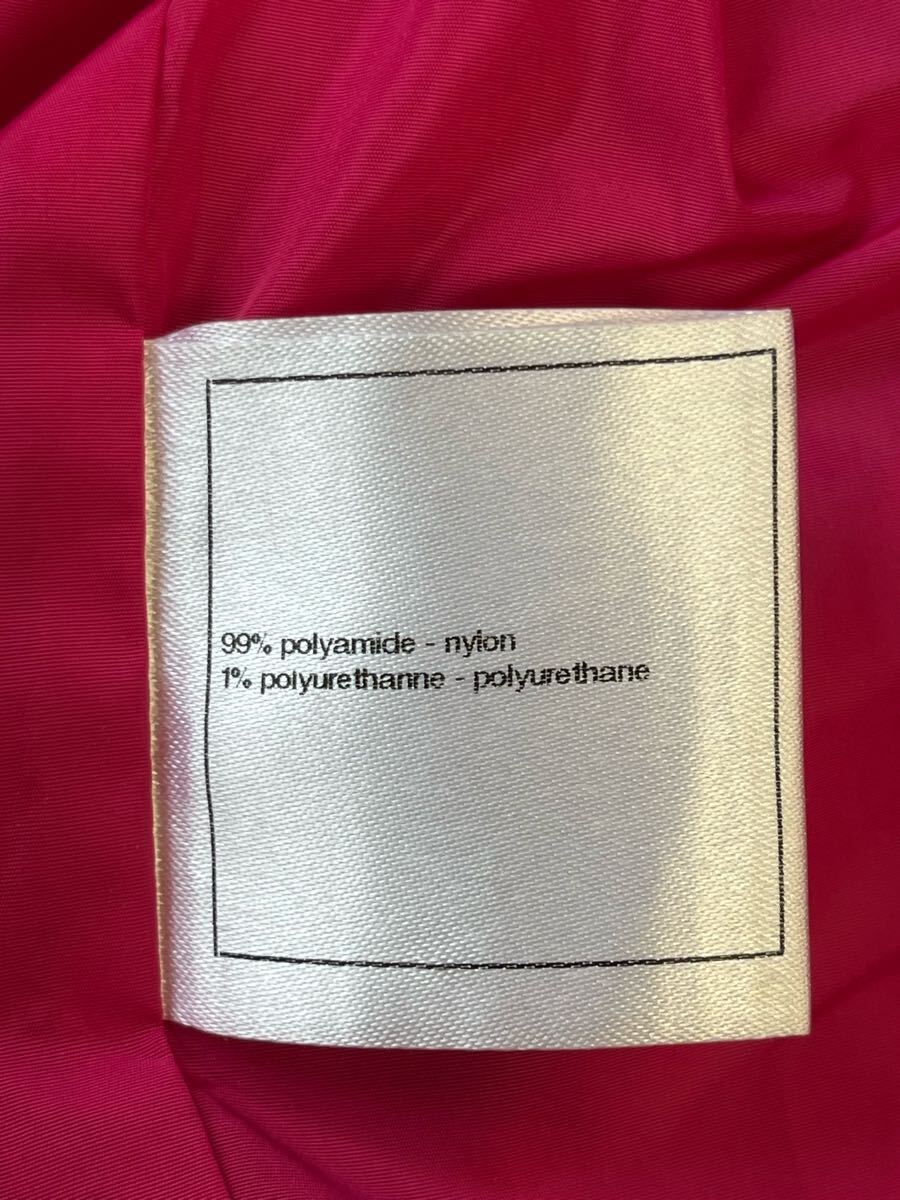 99% polyamide - nylon
1% polyurethanne - polyurethane